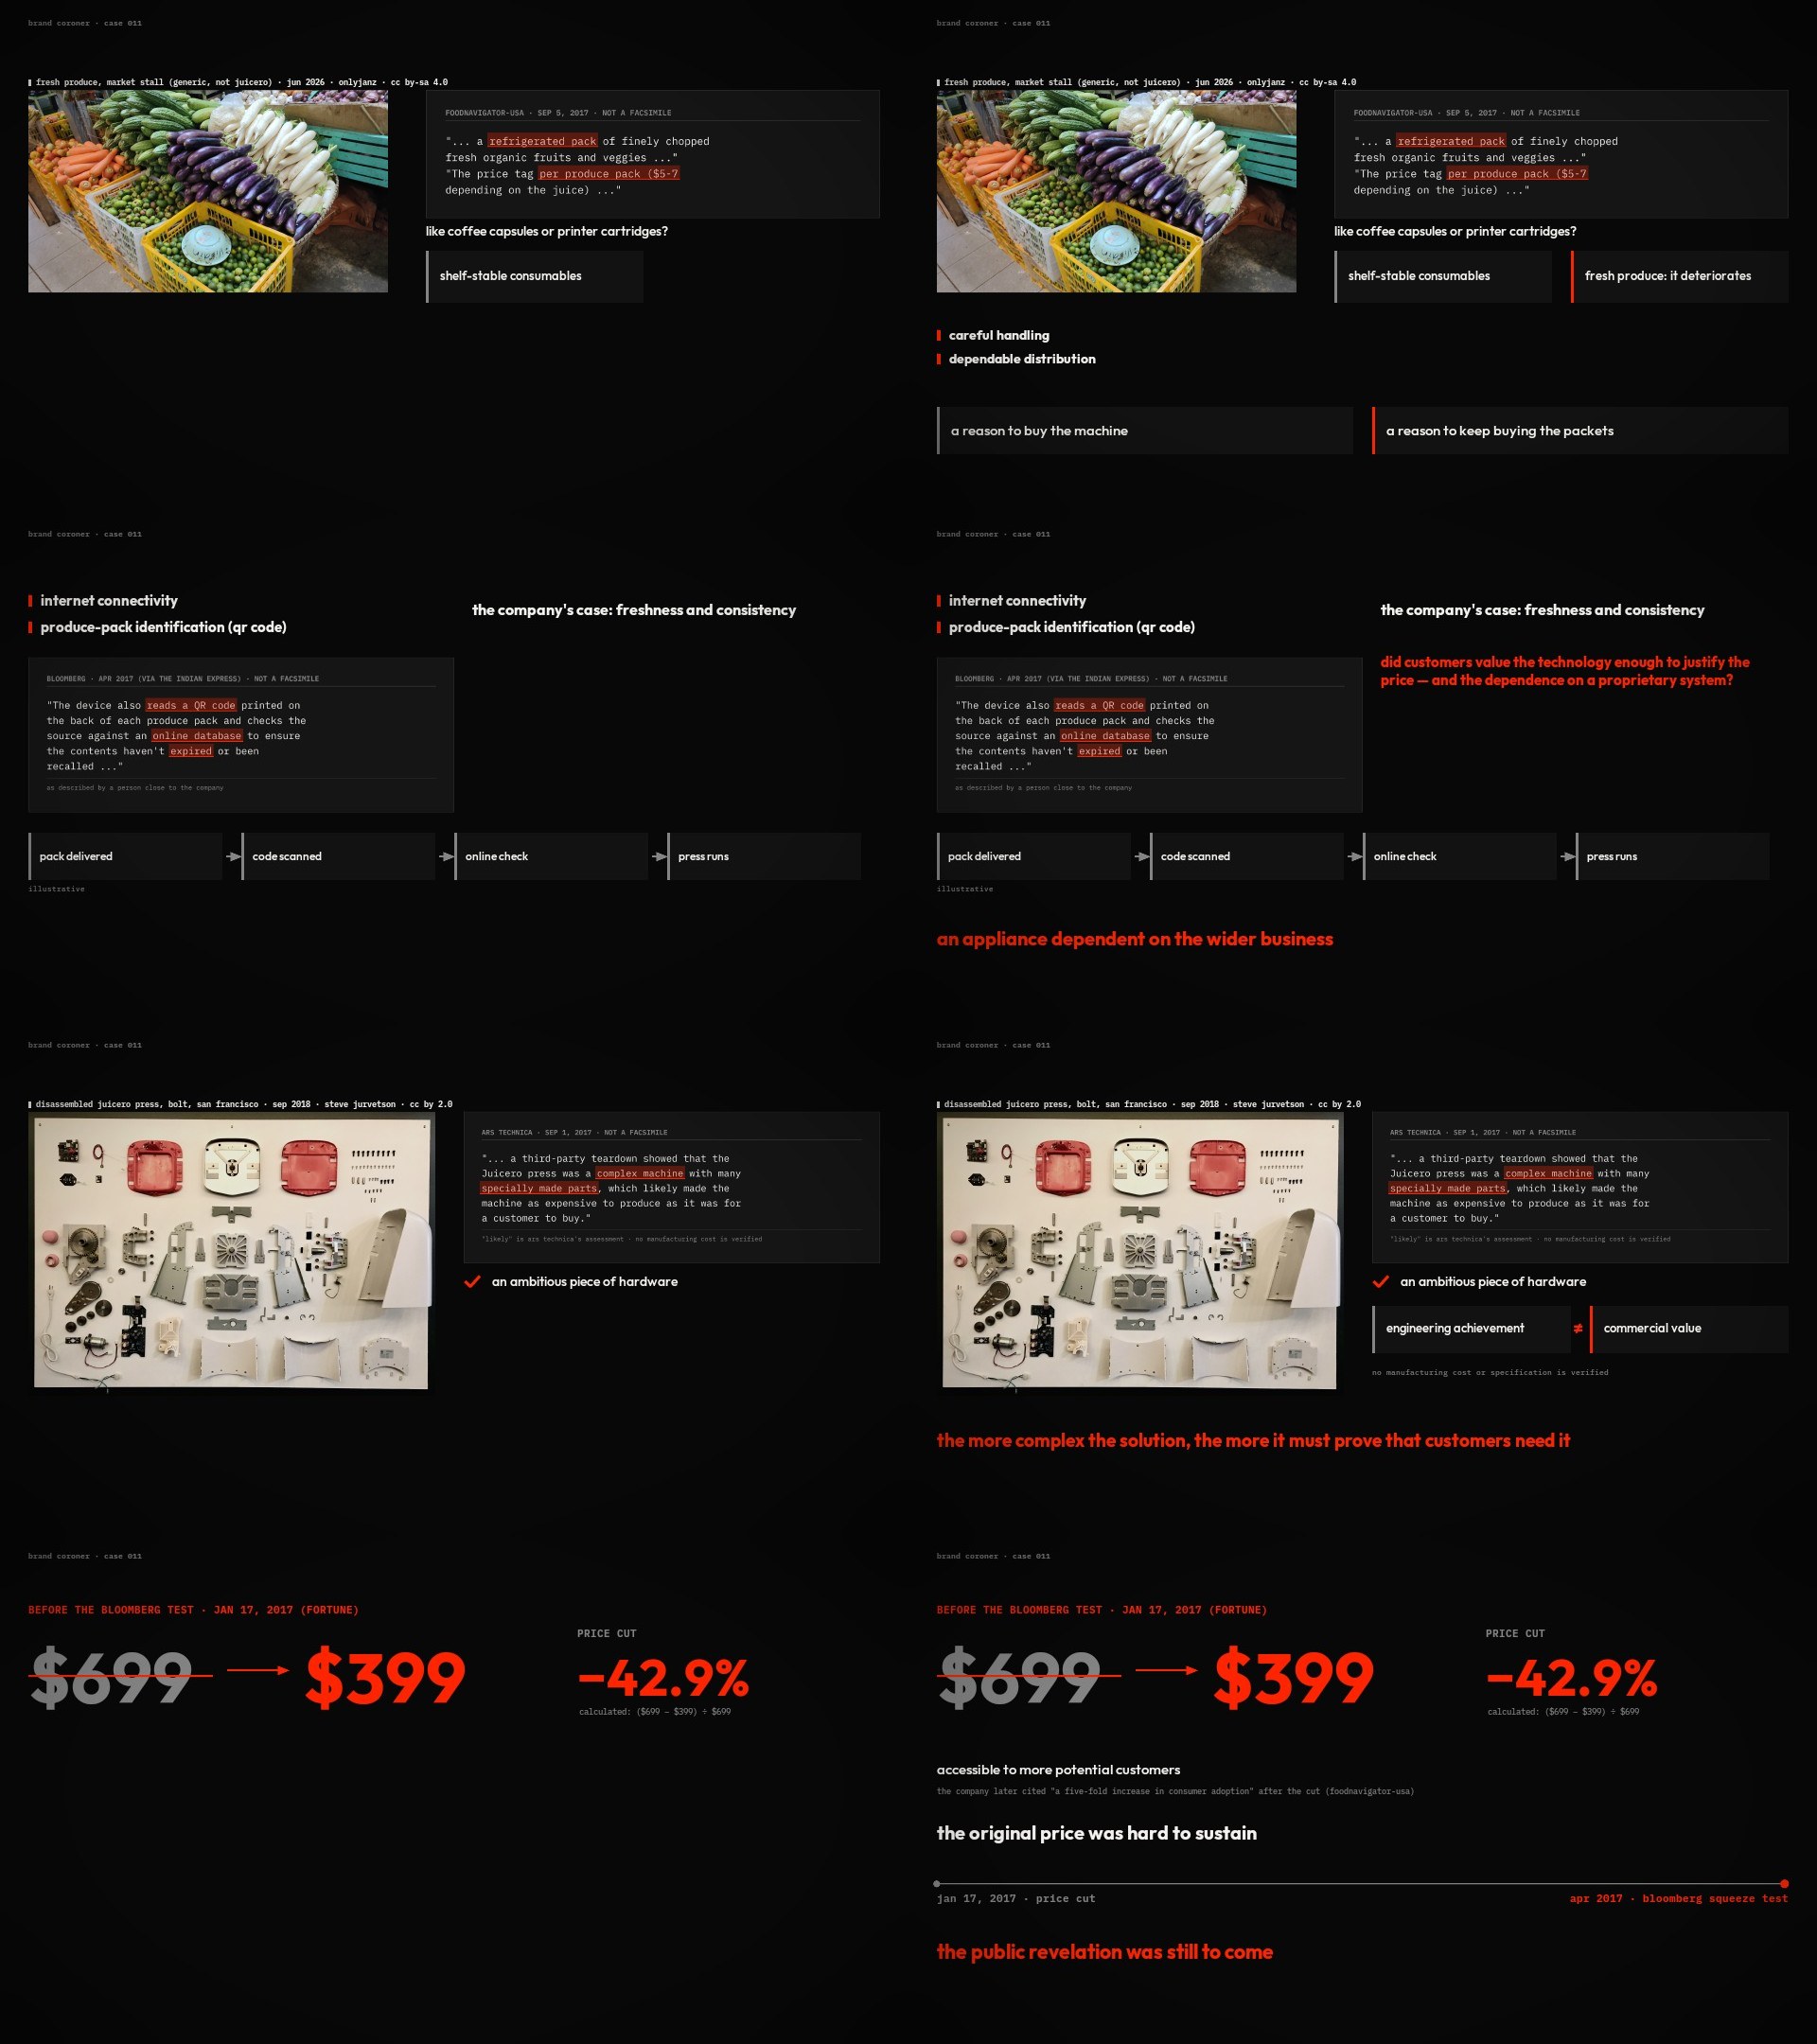 brand coroner · case 011
fresh produce, market stall (generic, not juicero) · jun 2026 · onlyjanz · cc by-sa 4.0
FOODNAVIGATOR-USA · SEP 5, 2017 · NOT A FACSIMILE
"... a refrigerated pack of finely chopped
fresh organic fruits and veggies ..."
"The price tag per produce pack ($5-7
depending on the juice) ..."
like coffee capsules or printer cartridges?
shelf-stable consumables
brand coroner · case 011
fresh produce, market stall (generic, not juicero) · jun 2026 · onlyjanz · cc by-sa 4.0
FOODNAVIGATOR-USA · SEP 5, 2017 · NOT A FACSIMILE
"... a refrigerated pack of finely chopped
fresh organic fruits and veggies ..."
"The price tag per produce pack ($5-7
depending on the juice) ..."
like coffee capsules or printer cartridges?
shelf-stable consumables
fresh produce: it deteriorates
careful handling
dependable distribution
a reason to buy the machine
a reason to keep buying the packets
brand coroner · case 011
internet connectivity
produce-pack identification (qr code)
the company's case: freshness and consistency
BLOOMBERG · APR 2017 (VIA THE INDIAN EXPRESS) · NOT A FACSIMILE
"The device also reads a QR code printed on
the back of each produce pack and checks the
source against an online database to ensure
the contents haven't expired or been
recalled ..."
as described by a person close to the company
pack delivered
code scanned
online check
press runs
illustrative
brand coroner · case 011
internet connectivity
produce-pack identification (qr code)
the company's case: freshness and consistency
did customers value the technology enough to justify the
price — and the dependence on a proprietary system?
BLOOMBERG · APR 2017 (VIA THE INDIAN EXPRESS) · NOT A FACSIMILE
"The device also reads a QR code printed on
the back of each produce pack and checks the
source against an online database to ensure
the contents haven't expired or been
recalled ..."
as described by a person close to the company
pack delivered
code scanned
online check
press runs
illustrative
an appliance dependent on the wider business
brand coroner · case 011
disassembled juicero press, bolt, san francisco · sep 2018 · steve jurvetson · cc by 2.0
ARS TECHNICA · SEP 1, 2017 · NOT A FACSIMILE
"... a third-party teardown showed that the
Juicero press was a complex machine with many
specially made parts, which likely made the
machine as expensive to produce as it was for
a customer to buy."
"likely" is ars technica's assessment · no manufacturing cost is verified
an ambitious piece of hardware
brand coroner · case 011
disassembled juicero press, bolt, san francisco · sep 2018 · steve jurvetson · cc by 2.0
ARS TECHNICA · SEP 1, 2017 · NOT A FACSIMILE
"... a third-party teardown showed that the
Juicero press was a complex machine with many
specially made parts, which likely made the
machine as expensive to produce as it was for
a customer to buy."
"likely" is ars technica's assessment · no manufacturing cost is verified
an ambitious piece of hardware
engineering achievement ≠ commercial value
no manufacturing cost or specification is verified
the more complex the solution, the more it must prove that customers need it
brand coroner · case 011
BEFORE THE BLOOMBERG TEST · JAN 17, 2017 (FORTUNE)
$699
$399
PRICE CUT
−42.9%
calculated: ($699 − $399) ÷ $699
brand coroner · case 011
BEFORE THE BLOOMBERG TEST · JAN 17, 2017 (FORTUNE)
$699
$399
PRICE CUT
−42.9%
calculated: ($699 − $399) ÷ $699
accessible to more potential customers
the company later cited "a five-fold increase in consumer adoption" after the cut (foodnavigator-usa)
the original price was hard to sustain
jan 17, 2017 · price cut
apr 2017 · bloomberg squeeze test
the public revelation was still to come